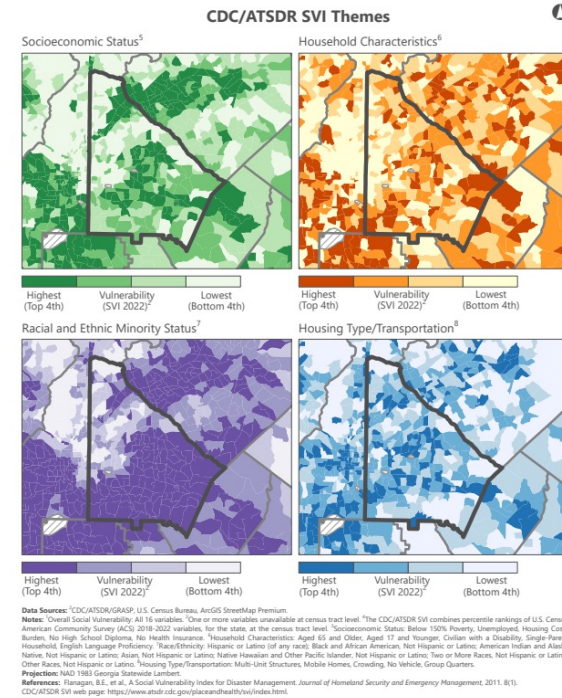 CDC/ATSDR SVI Themes
Socioeconomic Status⁵
Household Characteristics⁶
Highest
(Top 4th)
Vulnerability
(SVI 2022)²
Lowest
(Bottom 4th)
Highest
(Top 4th)
Vulnerability
(SVI 2022)²
Lowest
(Bottom 4th)
Racial and Ethnic Minority Status⁷
Housing Type/Transportation⁸
Highest
(Top 4th)
Vulnerability
(SVI 2022)²
Lowest
(Bottom 4th)
Highest
(Top 4th)
Vulnerability
(SVI 2022)²
Lowest
(Bottom 4th)
Data Sources: ²CDC/ATSDR/GRASP, U.S. Census Bureau, ArcGIS StreetMap Premium.
Notes: ¹Overall Social Vulnerability: All 16 variables. ³One or more variables unavailable at census tract level. ⁴The CDC/ATSDR SVI combines percentile rankings of U.S. Census
American Community Survey (ACS) 2018-2022 variables, for the state, at the census tract level. ⁵Socioeconomic Status: Below 150% Poverty, Unemployed, Housing Cos
Burden, No High School Diploma, No Health Insurance. ⁶Household Characteristics: Aged 65 and Older, Aged 17 and Younger, Civilian with a Disability, Single-Pare
Household, English Language Proficiency. ⁷Race/Ethnicity: Hispanic or Latino (of any race); Black and African American, Not Hispanic or Latino; American Indian and Alas
Native, Not Hispanic or Latino; Asian, Not Hispanic or Latino; Native Hawaiian and Other Pacific Islander, Not Hispanic or Latino; Two or More Races, Not Hispanic or Latin
Other Races, Not Hispanic or Latino. ⁸Housing Type/Transportation: Multi-Unit Structures, Mobile Homes, Crowding, No Vehicle, Group Quarters.
Projection: NAD 1983 Georgia Statewide Lambert.
References: Flanagan, B.E., et al., A Social Vulnerability Index for Disaster Management. Journal of Homeland Security and Emergency Management, 2011. 8(1).
CDC/ATSDR SVI web page: https://www.atsdr.cdc.gov/placeandhealth/svi/index.html.